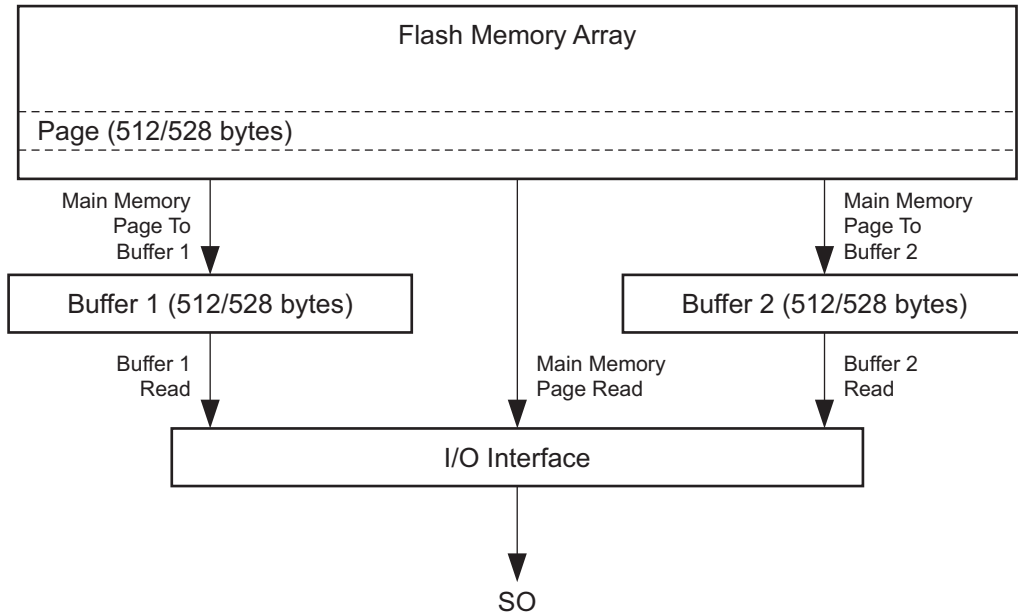 Flash Memory Array
Page (512/528 bytes)
Main Memory
Page To
Buffer 1
Main Memory
Page To
Buffer 2
Buffer 1 (512/528 bytes)
Buffer 2 (512/528 bytes)
Buffer 1
Read
Main Memory
Page Read
Buffer 2
Read
I/O Interface
SO